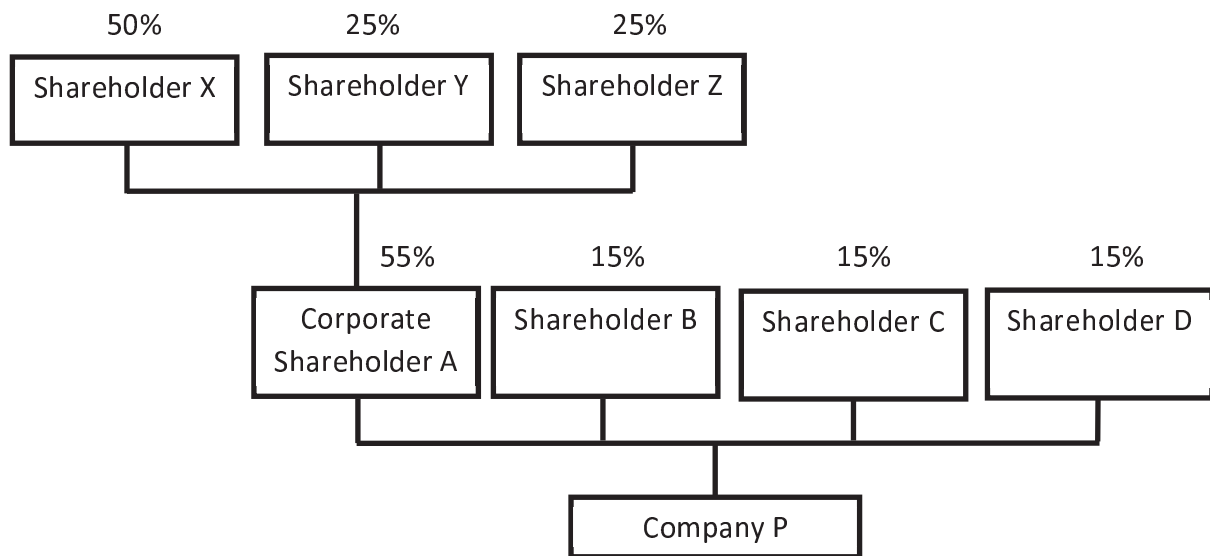 50% 25% 25%
Shareholder X Shareholder Y Shareholder Z
55% 15% 15% 15%
Corporate
Shareholder A
Shareholder B
Shareholder C
Shareholder D
Company P